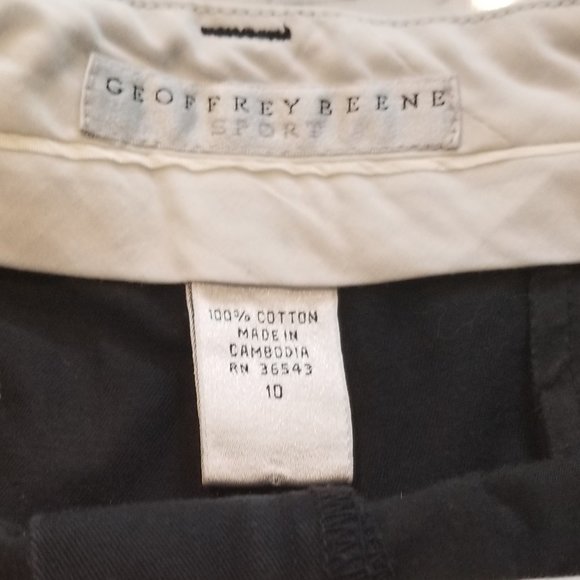 GEOFFREY BEENE
SPORT
100% COTTON
MADE IN
CAMBODIA
RN 36543
10